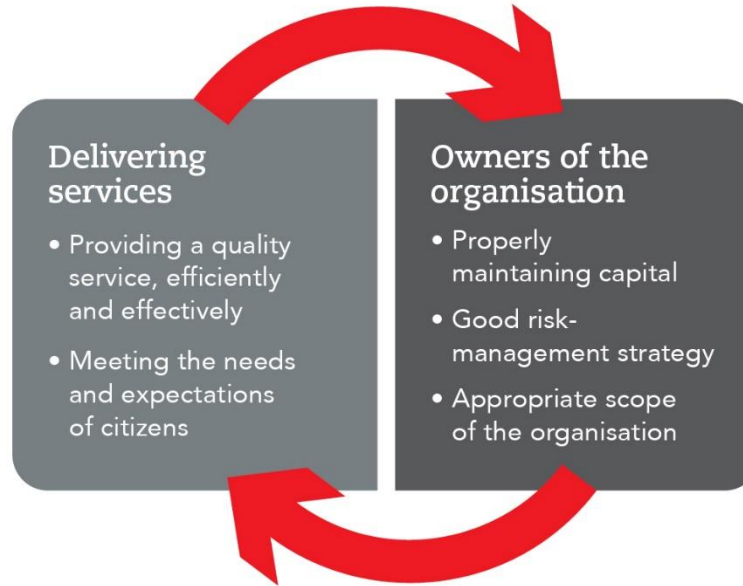 Delivering
services
• Providing a quality
service, efficiently
and effectively
• Meeting the needs
and expectations
of citizens
Owners of the
organisation
• Properly
maintaining capital
• Good risk-
management strategy
• Appropriate scope
of the organisation